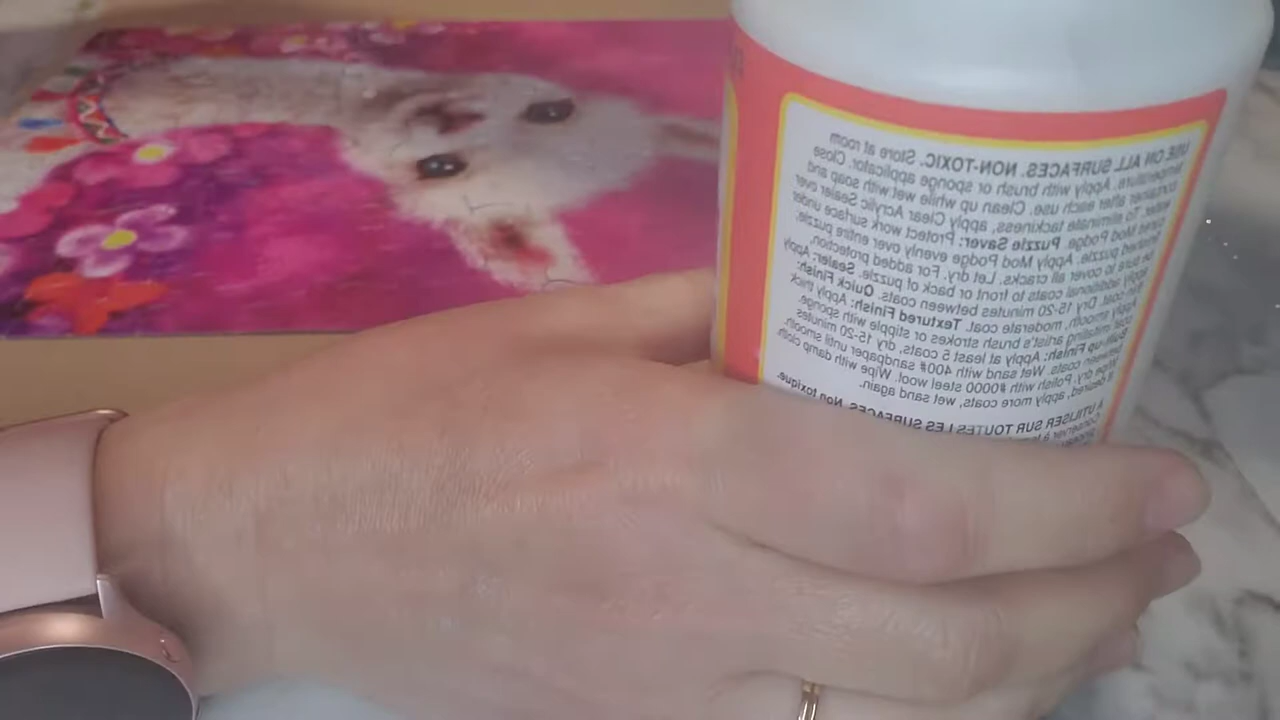 USE ON ALL SURFACES. NON-TOXIC. Store at room
temperature. Apply with brush or sponge applicator. Close
container after each use. Clean up while wet with soap and
water. To eliminate tackiness, apply Clear Acrylic Sealer over
dried Mod Podge. Puzzle Saver: Protect work surface under
puzzle. Apply Mod Podge evenly over entire puzzle,
be sure to cover all cracks. Let dry. For added protection,
apply additional coats to front or back of puzzle. Sealer: Apply
coat. Dry 15-20 minutes between coats. Quick Finish:
Apply smooth, moderate coat. Textured Finish: Apply thick
coat imitating artist's brush strokes or stipple with sponge.
Build-up Finish: Apply at least 5 coats, dry 15-20 minutes
between coats. Wet sand with 400# sandpaper until smooth.
Wipe dry. Polish with #0000 steel wool. Wipe with damp cloth.
If desired, apply more coats, wet sand again.
À UTILISER SUR TOUTES LES SURFACES. Non toxique.
Conserver à